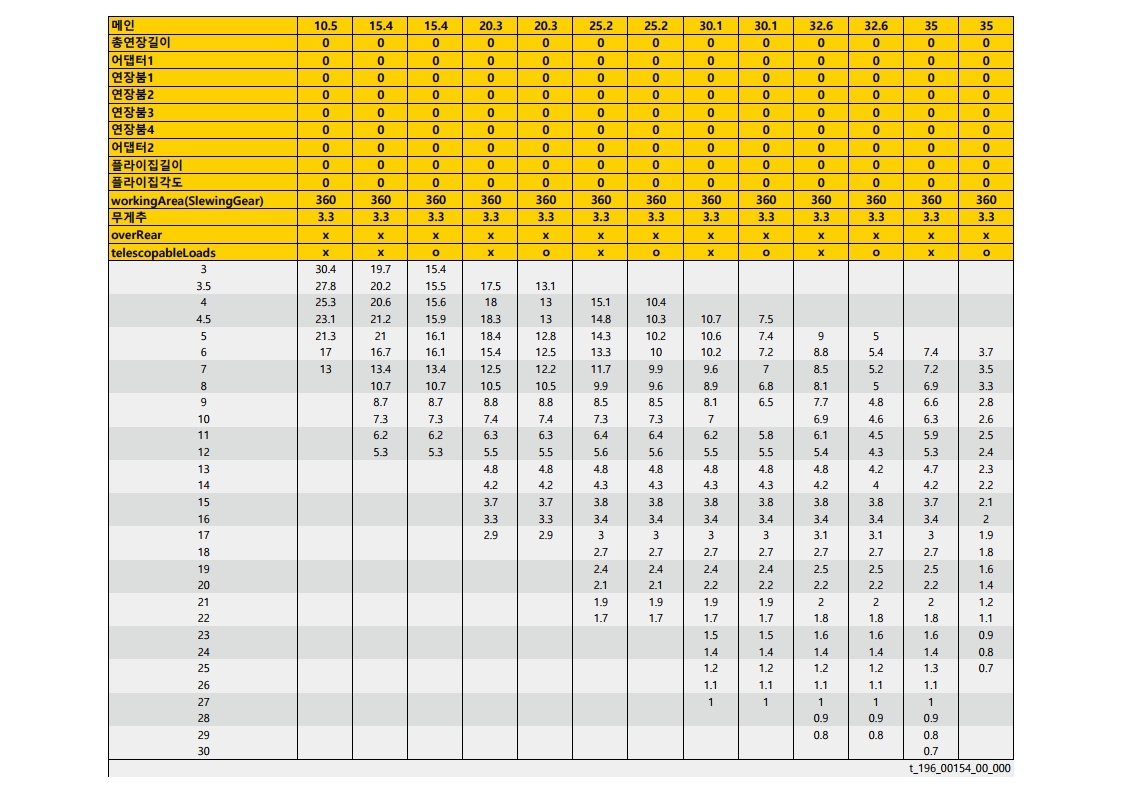 메인 10.5 15.4 15.4 20.3 20.3 25.2 25.2 30.1 30.1 32.6 32.6 35 35
총연장길이 0 0 0 0 0 0 0 0 0 0 0 0 0
어댑터1 0 0 0 0 0 0 0 0 0 0 0 0 0
연장붐1 0 0 0 0 0 0 0 0 0 0 0 0 0
연장붐2 0 0 0 0 0 0 0 0 0 0 0 0 0
연장붐3 0 0 0 0 0 0 0 0 0 0 0 0 0
연장붐4 0 0 0 0 0 0 0 0 0 0 0 0 0
어댑터2 0 0 0 0 0 0 0 0 0 0 0 0 0
플라이집길이 0 0 0 0 0 0 0 0 0 0 0 0 0
플라이집각도 0 0 0 0 0 0 0 0 0 0 0 0 0
workingArea(SlewingGear) 360 360 360 360 360 360 360 360 360 360 360 360 360
무게추 3.3 3.3 3.3 3.3 3.3 3.3 3.3 3.3 3.3 3.3 3.3 3.3 3.3
overRear x x x x x x x x x x x x x
telescopableLoads x x o x o x o x o x o x o
3 30.4 19.7 15.4
3.5 27.8 20.2 15.5 17.5 13.1
4 25.3 20.6 15.6 18 13 15.1 10.4
4.5 23.1 21.2 15.9 18.3 13 14.8 10.3 10.7 7.5
5 21.3 21 16.1 18.4 12.8 14.3 10.2 10.6 7.4 9 5
6 17 16.7 16.1 15.4 12.5 13.3 10 10.2 7.2 8.8 5.4 7.4 3.7
7 13 13.4 13.4 12.5 12.2 11.7 9.9 9.6 7 8.5 5.2 7.2 3.5
8 10.7 10.7 10.5 10.5 9.9 9.6 8.9 6.8 8.1 5 6.9 3.3
9 8.7 8.7 8.8 8.8 8.5 8.5 8.1 6.5 7.7 4.8 6.6 2.8
10 7.3 7.3 7.4 7.4 7.3 7.3 7 6.9 4.6 6.3 2.6
11 6.2 6.2 6.3 6.3 6.4 6.4 6.2 5.8 6.1 4.5 5.9 2.5
12 5.3 5.3 5.5 5.5 5.6 5.6 5.5 5.5 5.4 4.3 5.3 2.4
13 4.8 4.8 4.8 4.8 4.8 4.8 4.8 4.2 4.7 2.3
14 4.2 4.2 4.3 4.3 4.3 4.3 4.2 4 4.2 2.2
15 3.7 3.7 3.8 3.8 3.8 3.8 3.8 3.8 3.7 2.1
16 3.3 3.3 3.4 3.4 3.4 3.4 3.4 3.4 3.4 2
17 2.9 2.9 3 3 3 3 3.1 3.1 3 1.9
18 2.7 2.7 2.7 2.7 2.7 2.7 2.7 1.8
19 2.4 2.4 2.4 2.4 2.5 2.5 2.5 1.6
20 2.1 2.1 2.2 2.2 2.2 2.2 2.2 1.4
21 1.9 1.9 1.9 1.9 2 2 2 1.2
22 1.7 1.7 1.7 1.7 1.8 1.8 1.8 1.1
23 1.5 1.5 1.6 1.6 1.6 0.9
24 1.4 1.4 1.4 1.4 1.4 0.8
25 1.2 1.2 1.2 1.2 1.3 0.7
26 1.1 1.1 1.1 1.1 1.1
27 1 1 1 1 1
28 0.9 0.9 0.9
29 0.8 0.8 0.8
30 0.7
t_196_00154_00_000